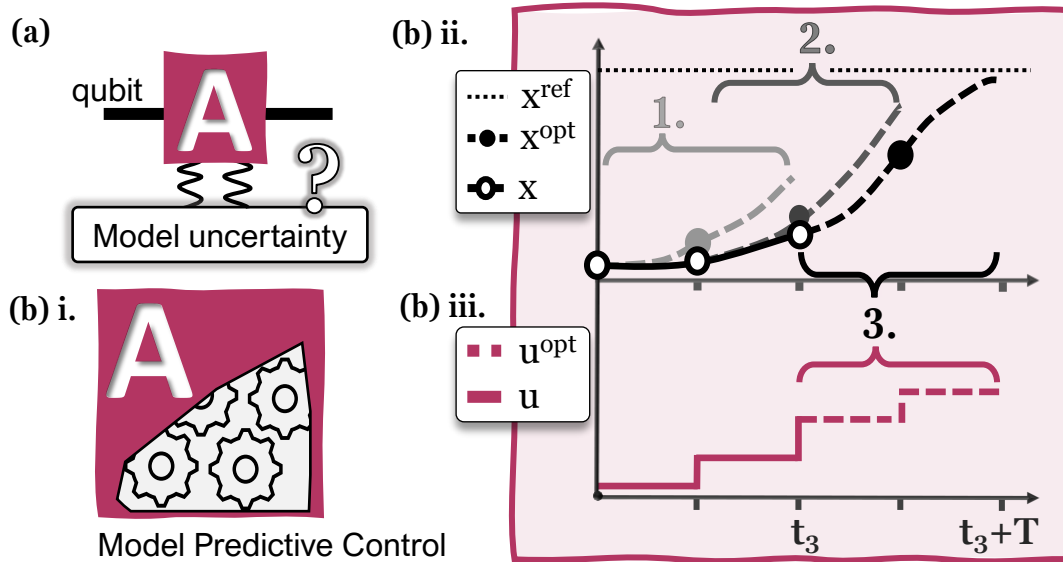 (a)
qubit
A
?
Model uncertainty
(b) i.
A
Model Predictive Control
(b) ii.
x^ref
x^opt
x
1.
2.
3.
(b) iii.
u^opt
u
t_3
t_3+T